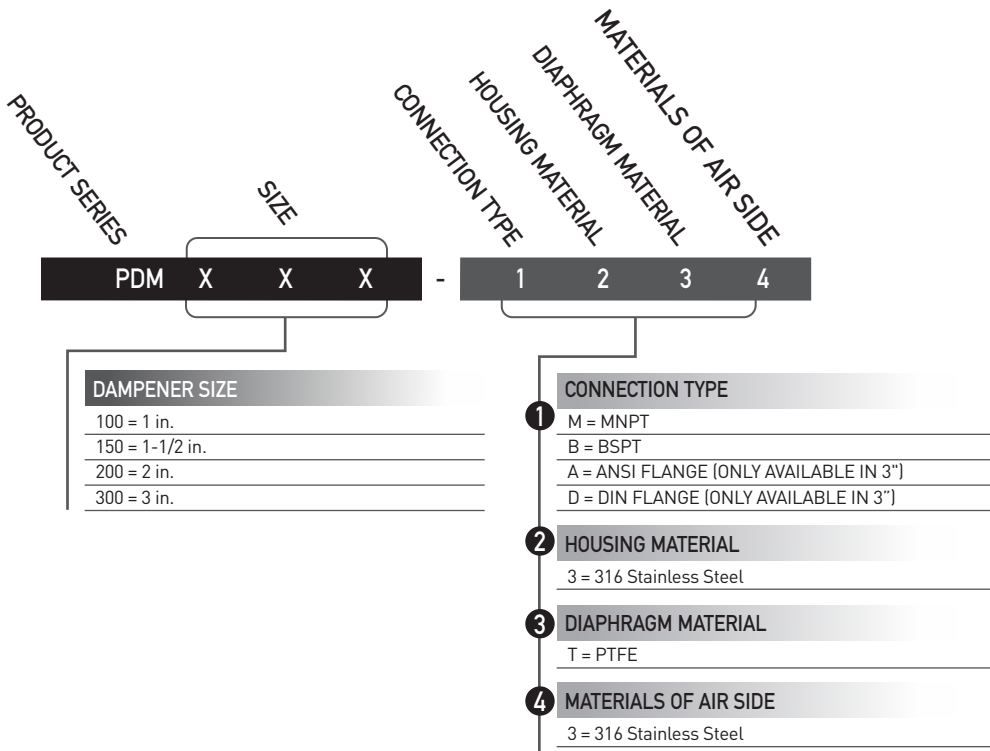 PRODUCT SERIES
SIZE
CONNECTION TYPE
HOUSING MATERIAL
DIAPHRAGM MATERIAL
MATERIALS OF AIR SIDE
PDM X X X - 1 2 3 4
DAMPENER SIZE
100 = 1 in.
150 = 1-1/2 in.
200 = 2 in.
300 = 3 in.
1 CONNECTION TYPE
M = MNPT
B = BSPT
A = ANSI FLANGE (ONLY AVAILABLE IN 3")
D = DIN FLANGE (ONLY AVAILABLE IN 3”)
2 HOUSING MATERIAL
3 = 316 Stainless Steel
3 DIAPHRAGM MATERIAL
T = PTFE
4 MATERIALS OF AIR SIDE
3 = 316 Stainless Steel